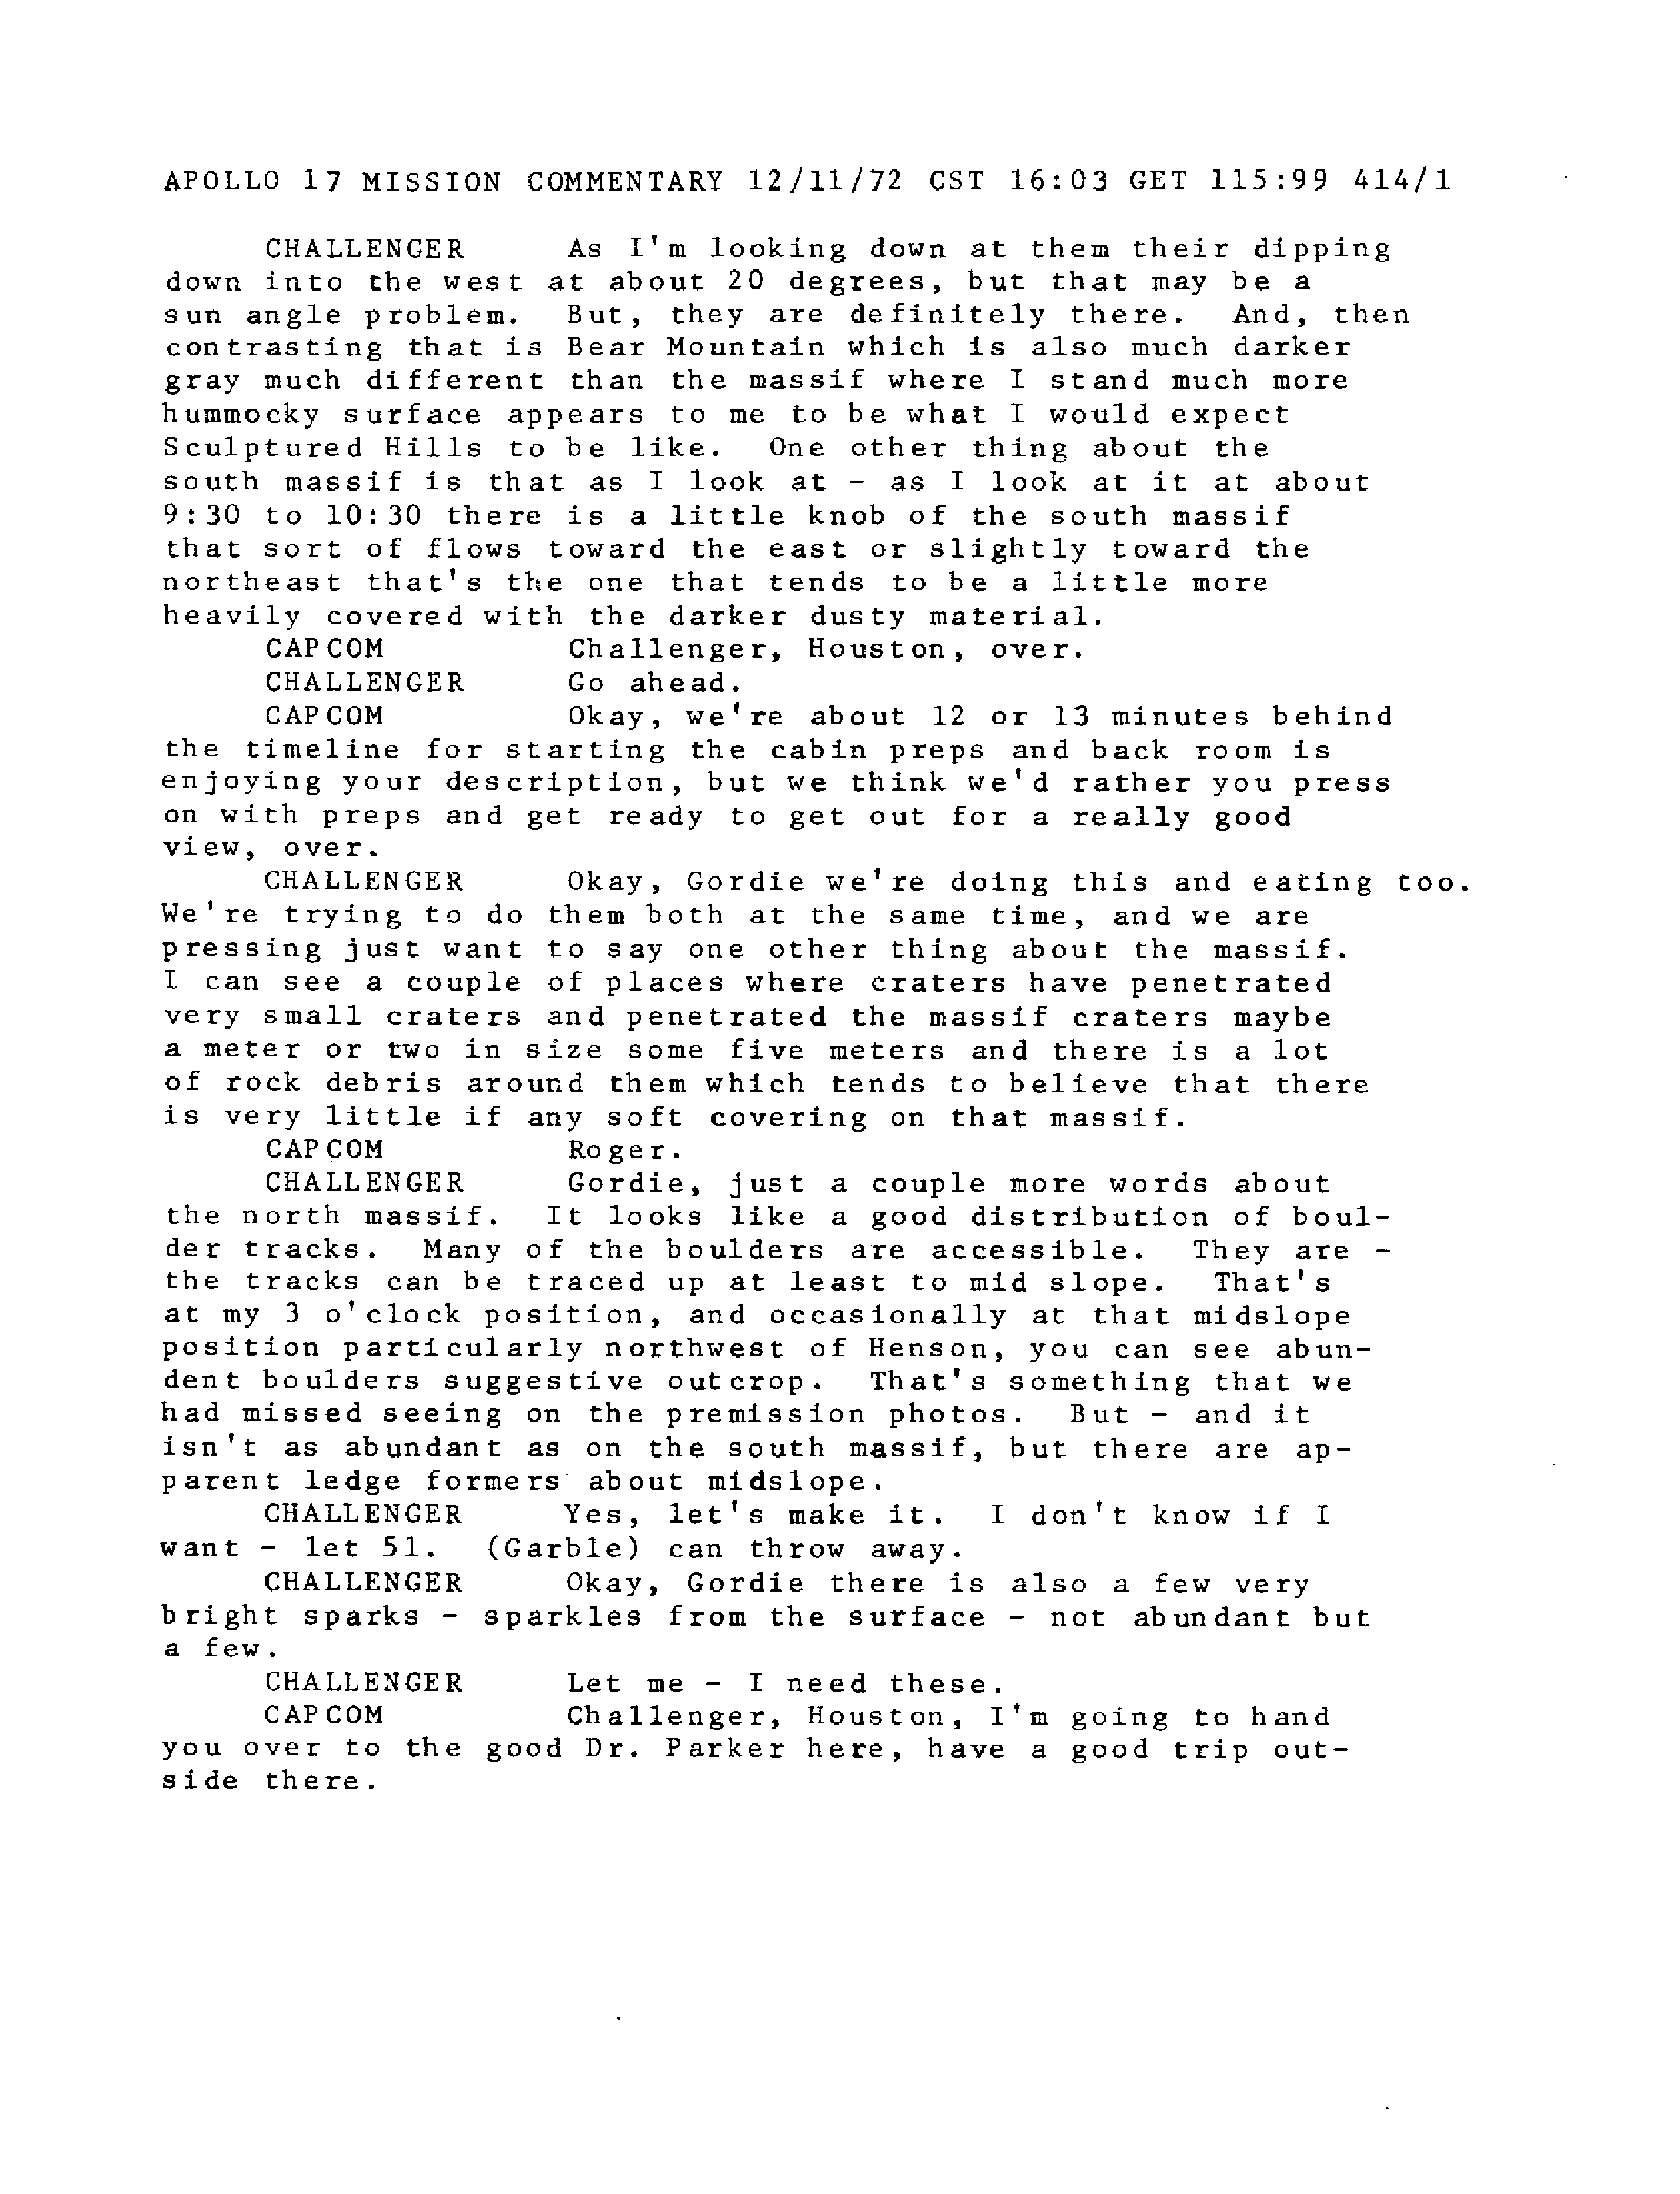 APOLLO 17 MISSION COMMENTARY 12/11/72 CST 16:03 GET 115:99 414/1
CHALLENGER As I'm looking down at them their dipping
down into the west at about 20 degrees, but that may be a
sun angle problem. But, they are definitely there. And, then
contrasting that is Bear Mountain which is also much darker
gray much different than the massif where I stand much more
hummocky surface appears to me to be what I would expect
Sculptured Hills to be like. One other thing about the
south massif is that as I look at - as I look at it at about
9:30 to 10:30 there is a little knob of the south massif
that sort of flows toward the east or slightly toward the
northeast that's the one that tends to be a little more
heavily covered with the darker dusty material.
CAPCOM Challenger, Houston, over.
CHALLENGER Go ahead.
CAPCOM Okay, we're about 12 or 13 minutes behind
the timeline for starting the cabin preps and back room is
enjoying your description, but we think we'd rather you press
on with preps and get ready to get out for a really good
view, over.
CHALLENGER Okay, Gordie we're doing this and eating too.
We're trying to do them both at the same time, and we are
pressing just want to say one other thing about the massif.
I can see a couple of places where craters have penetrated
very small craters and penetrated the massif craters maybe
a meter or two in size some five meters and there is a lot
of rock debris around them which tends to believe that there
is very little if any soft covering on that massif.
CAPCOM Roger.
CHALLENGER Gordie, just a couple more words about
the north massif. It looks like a good distribution of boul-
der tracks. Many of the boulders are accessible. They are -
the tracks can be traced up at least to mid slope. That's
at my 3 o'clock position, and occasionally at that midslope
position particularly northwest of Henson, you can see abun-
dent boulders suggestive outcrop. That's something that we
had missed seeing on the premission photos. But - and it
isn't as abundant as on the south massif, but there are ap-
parent ledge formers about midslope.
CHALLENGER Yes, let's make it. I don't know if I
want - let 51. (Garble) can throw away.
CHALLENGER Okay, Gordie there is also a few very
bright sparks - sparkles from the surface - not abundant but
a few.
CHALLENGER Let me - I need these.
CAPCOM Challenger, Houston, I'm going to hand
you over to the good Dr. Parker here, have a good trip out-
side there.